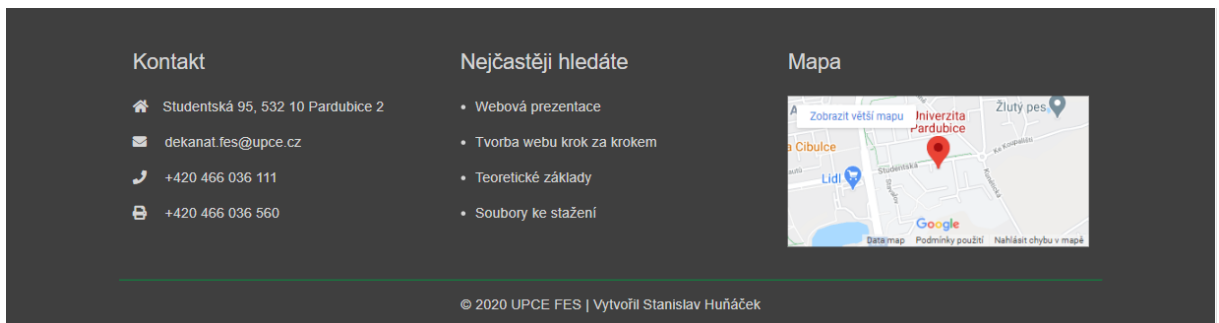 Kontakt
Studentská 95, 532 10 Pardubice 2
dekanat.fes@upce.cz
+420 466 036 111
+420 466 036 560
Nejčastěji hledáte
Webová prezentace
Tvorba webu krok za krokem
Teoretické základy
Soubory ke stažení
Mapa
Zobrazit větší mapu
Žlutý pes
Univerzita
Pardubice
a Cibulce
Ke Koupališti
Studentská
Lidl
Kunětická
Google
Data map Podmínky použití Nahlásit chybu v mapě
© 2020 UPCE FES | Vytvořil Stanislav Huňáček